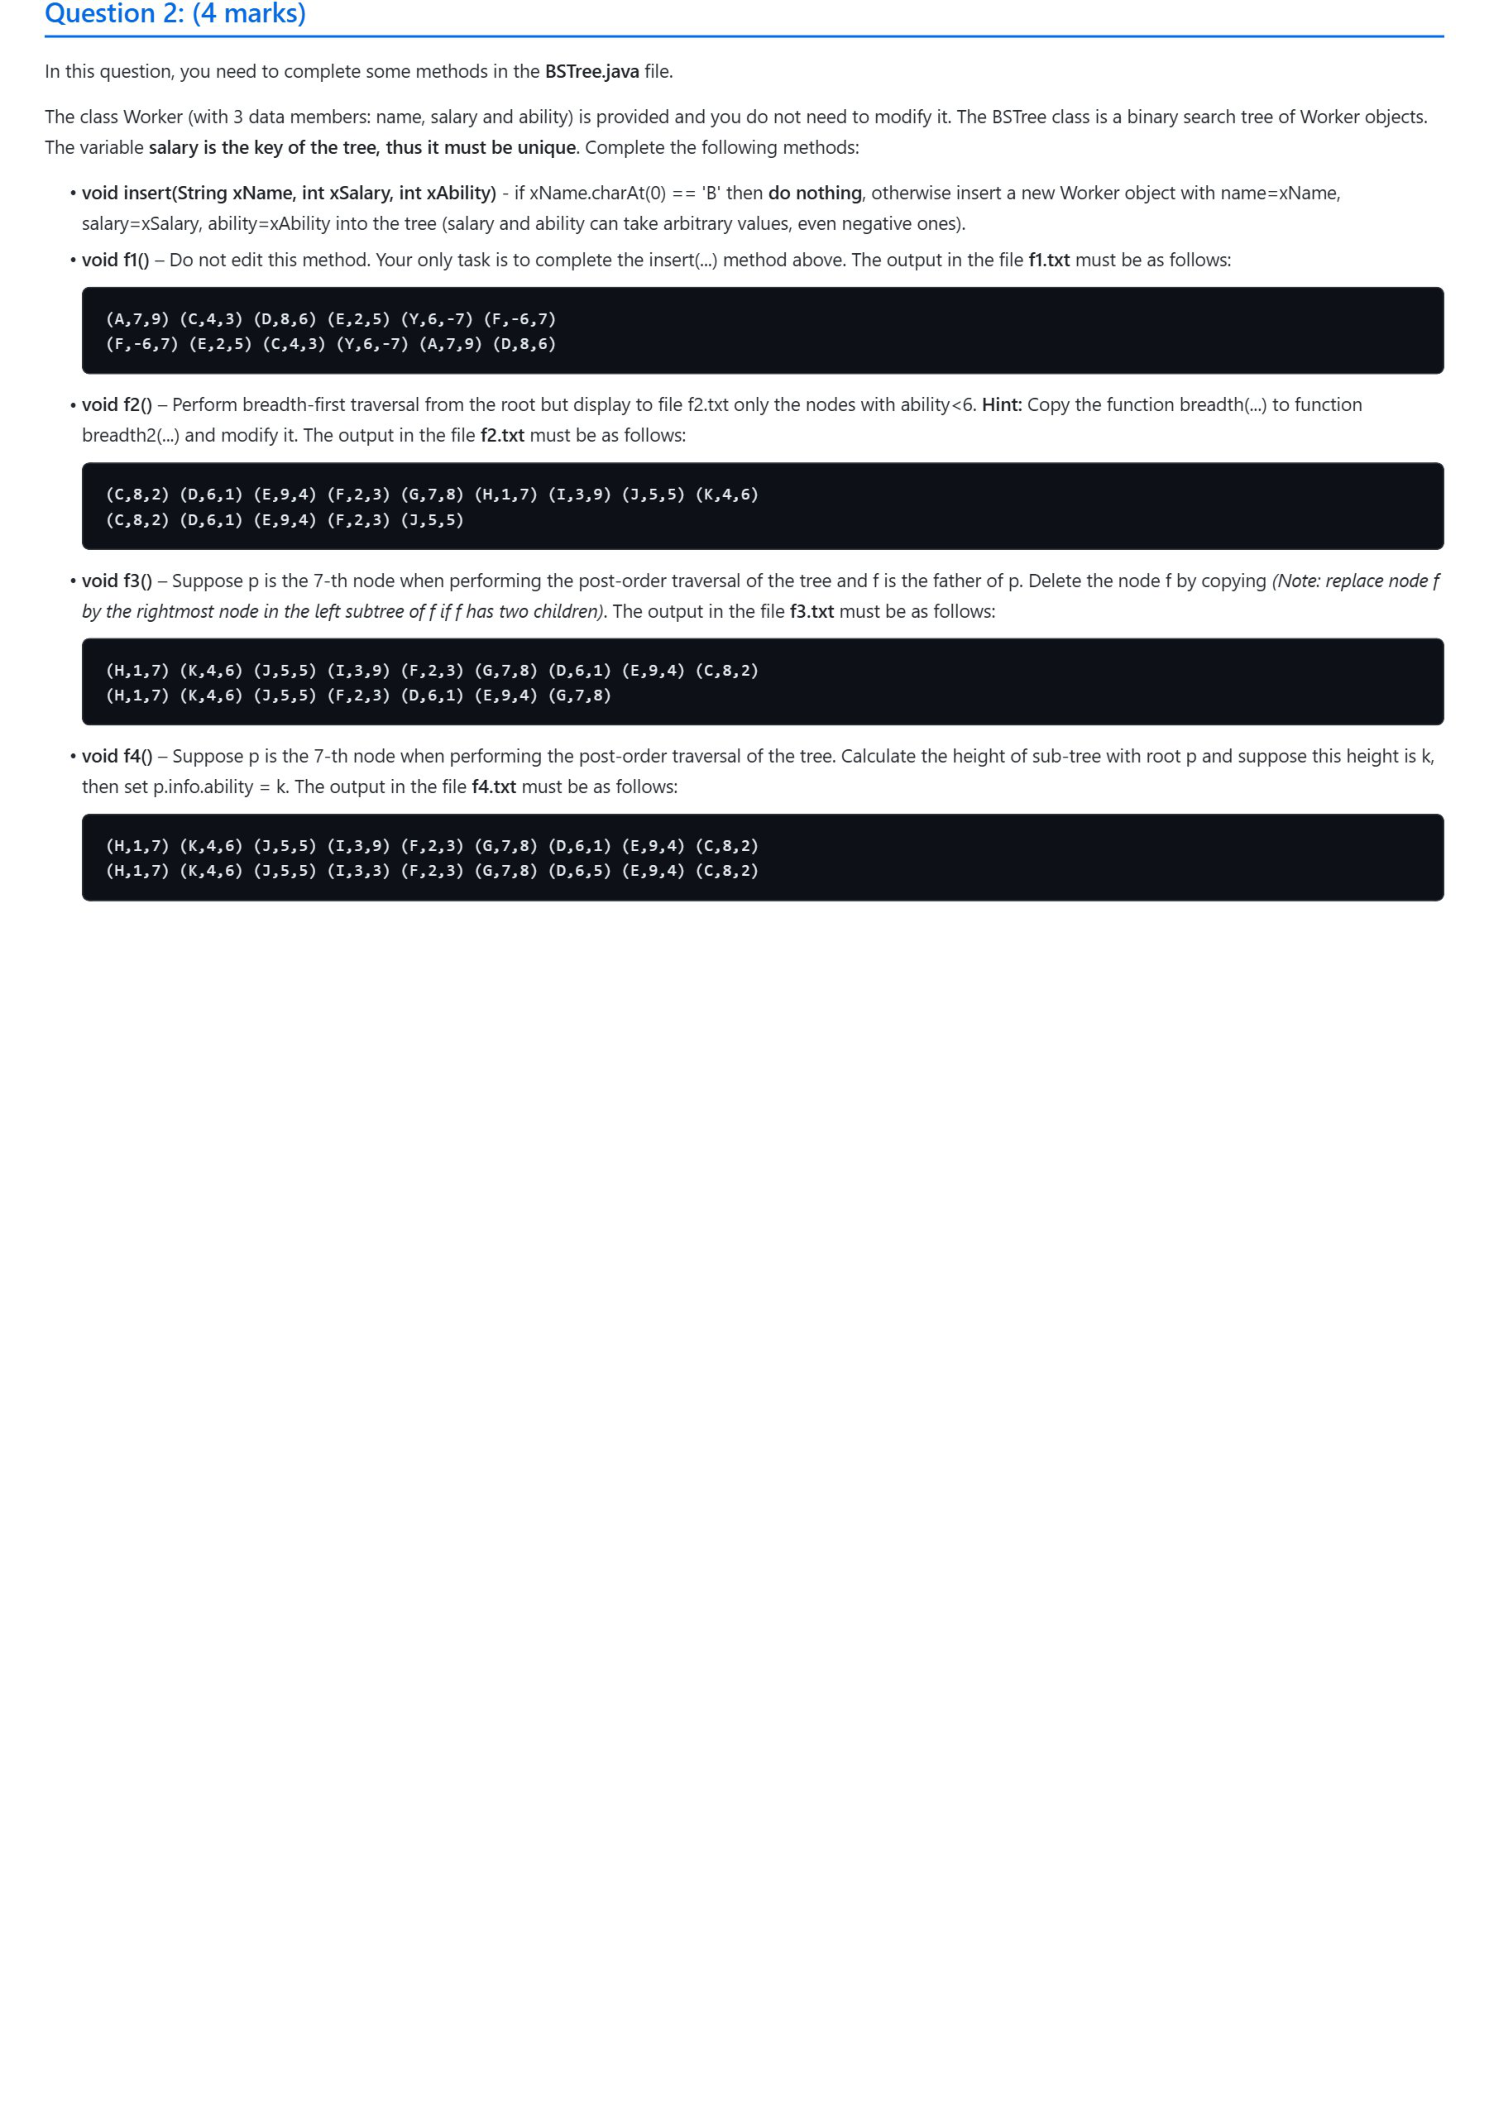 Question 2: (4 marks)
In this question, you need to complete some methods in the BSTree.java file.
The class Worker (with 3 data members: name, salary and ability) is provided and you do not need to modify it. The BSTree class is a binary search tree of Worker objects.
The variable salary is the key of the tree, thus it must be unique. Complete the following methods:
• void insert(String xName, int xSalary, int xAbility) - if xName.charAt(0) == 'B' then do nothing, otherwise insert a new Worker object with name=xName,
salary=xSalary, ability=xAbility into the tree (salary and ability can take arbitrary values, even negative ones).
• void f1() – Do not edit this method. Your only task is to complete the insert(...) method above. The output in the file f1.txt must be as follows:
(A,7,9) (C,4,3) (D,8,6) (E,2,5) (Y,6,-7) (F,-6,7)
(F,-6,7) (E,2,5) (C,4,3) (Y,6,-7) (A,7,9) (D,8,6)
• void f2() – Perform breadth-first traversal from the root but display to file f2.txt only the nodes with ability<6. Hint: Copy the function breadth(...) to function
breadth2(...) and modify it. The output in the file f2.txt must be as follows:
(C,8,2) (D,6,1) (E,9,4) (F,2,3) (G,7,8) (H,1,7) (I,3,9) (J,5,5) (K,4,6)
(C,8,2) (D,6,1) (E,9,4) (F,2,3) (J,5,5)
• void f3() – Suppose p is the 7-th node when performing the post-order traversal of the tree and f is the father of p. Delete the node f by copying (Note: replace node f
by the rightmost node in the left subtree of f if f has two children). The output in the file f3.txt must be as follows:
(H,1,7) (K,4,6) (J,5,5) (I,3,9) (F,2,3) (G,7,8) (D,6,1) (E,9,4) (C,8,2)
(H,1,7) (K,4,6) (J,5,5) (F,2,3) (D,6,1) (E,9,4) (G,7,8)
• void f4() – Suppose p is the 7-th node when performing the post-order traversal of the tree. Calculate the height of sub-tree with root p and suppose this height is k,
then set p.info.ability = k. The output in the file f4.txt must be as follows:
(H,1,7) (K,4,6) (J,5,5) (I,3,9) (F,2,3) (G,7,8) (D,6,1) (E,9,4) (C,8,2)
(H,1,7) (K,4,6) (J,5,5) (I,3,3) (F,2,3) (G,7,8) (D,6,5) (E,9,4) (C,8,2)